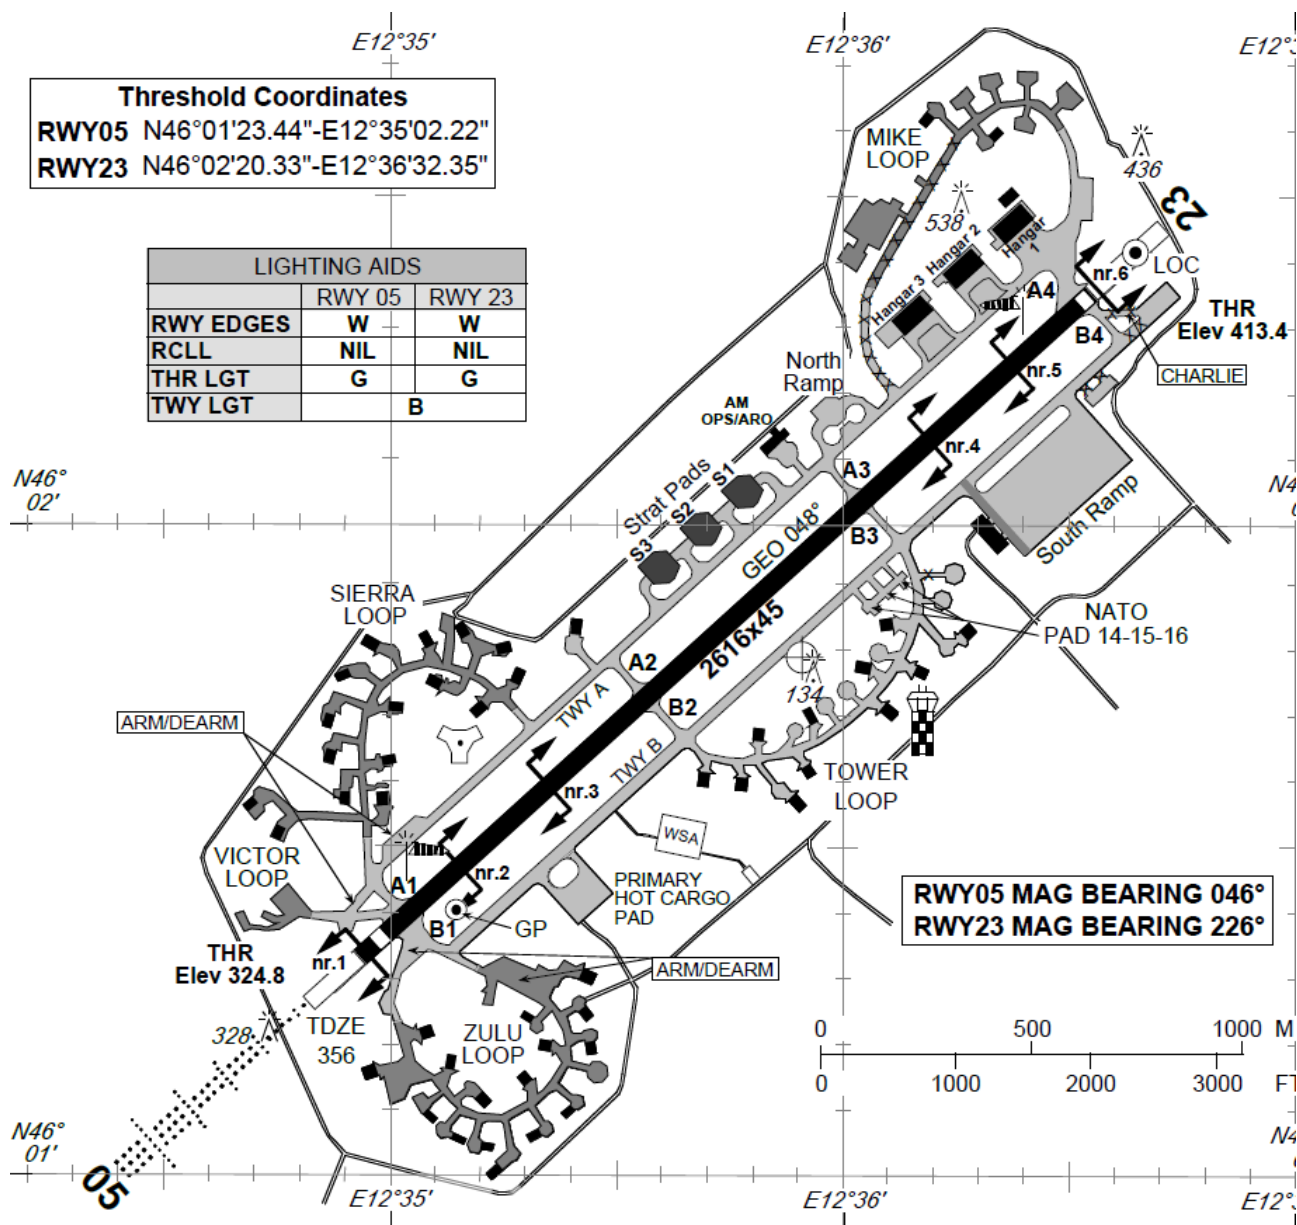 E12°35'
E12°36'
E12°3
Threshold Coordinates
RWY05 N46°01'23.44"-E12°35'02.22"
RWY23 N46°02'20.33"-E12°36'32.35"
LIGHTING AIDS
RWY 05 RWY 23
RWY EDGES W W
RCLL NIL NIL
THR LGT G G
TWY LGT B
MIKE
LOOP
436
538
23
Hangar 1
Hangar 2
Hangar 3
LOC
nr.6
A4
THR
Elev 413.4
B4
CHARLIE
nr.5
North
Ramp
AM
OPS/ARO
nr.4
A3
N46°
02'
N4
Strat Pads
S1
S2
S3
GEO 048°
B3
South Ramp
SIERRA
LOOP
2616x45
NATO
PAD 14-15-16
A2
134
B2
TWY A
TWY B
ARM/DEARM
TOWER
LOOP
nr.3
WSA
VICTOR
LOOP
nr.2
A1
PRIMARY
HOT CARGO
PAD
RWY05 MAG BEARING 046°
RWY23 MAG BEARING 226°
B1
GP
THR
Elev 324.8
nr.1
ARM/DEARM
328
TDZE
356
ZULU
LOOP
0 500 1000 M
0 1000 2000 3000 FT
N46°
01'
N4
05
E12°35'
E12°36'
E12°3